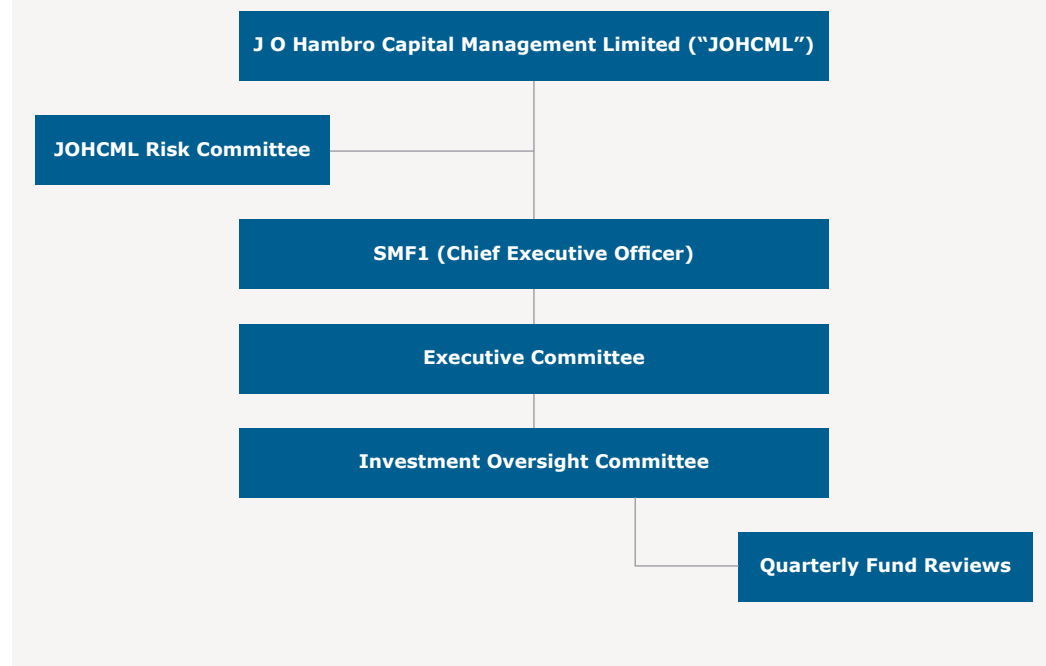 J O Hambro Capital Management Limited (“JOHCML”)
JOHCML Risk Committee
SMF1 (Chief Executive Officer)
Executive Committee
Investment Oversight Committee
Quarterly Fund Reviews